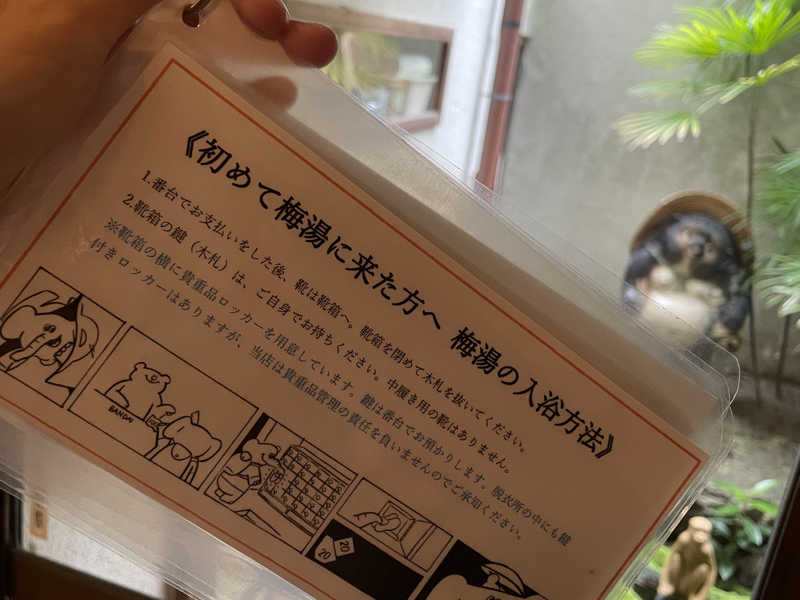 《初めて梅湯に来た方へ 梅湯の入浴方法》
1.番台でお支払いをした後、靴は靴箱へ。靴箱を閉めて木札を抜いてください。
2.靴箱の鍵（木札）は、ご自身でお持ちください。中履き用の靴はありません。
※靴箱の横に貴重品ロッカーを用意しています。鍵は番台でお預かりします。脱衣所の中にも鍵
付きロッカーはありますが、当店は貴重品管理の責任を負いませんのでご承知ください。
BANDAI
20
20